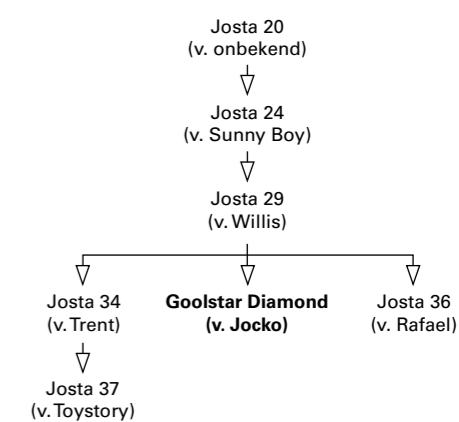 Josta 20
(v. onbekend)
Josta 24
(v. Sunny Boy)
Josta 29
(v. Willis)
Josta 34
(v. Trent)
Goolstar Diamond
(v. Jocko)
Josta 36
(v. Rafael)
Josta 37
(v. Toystory)